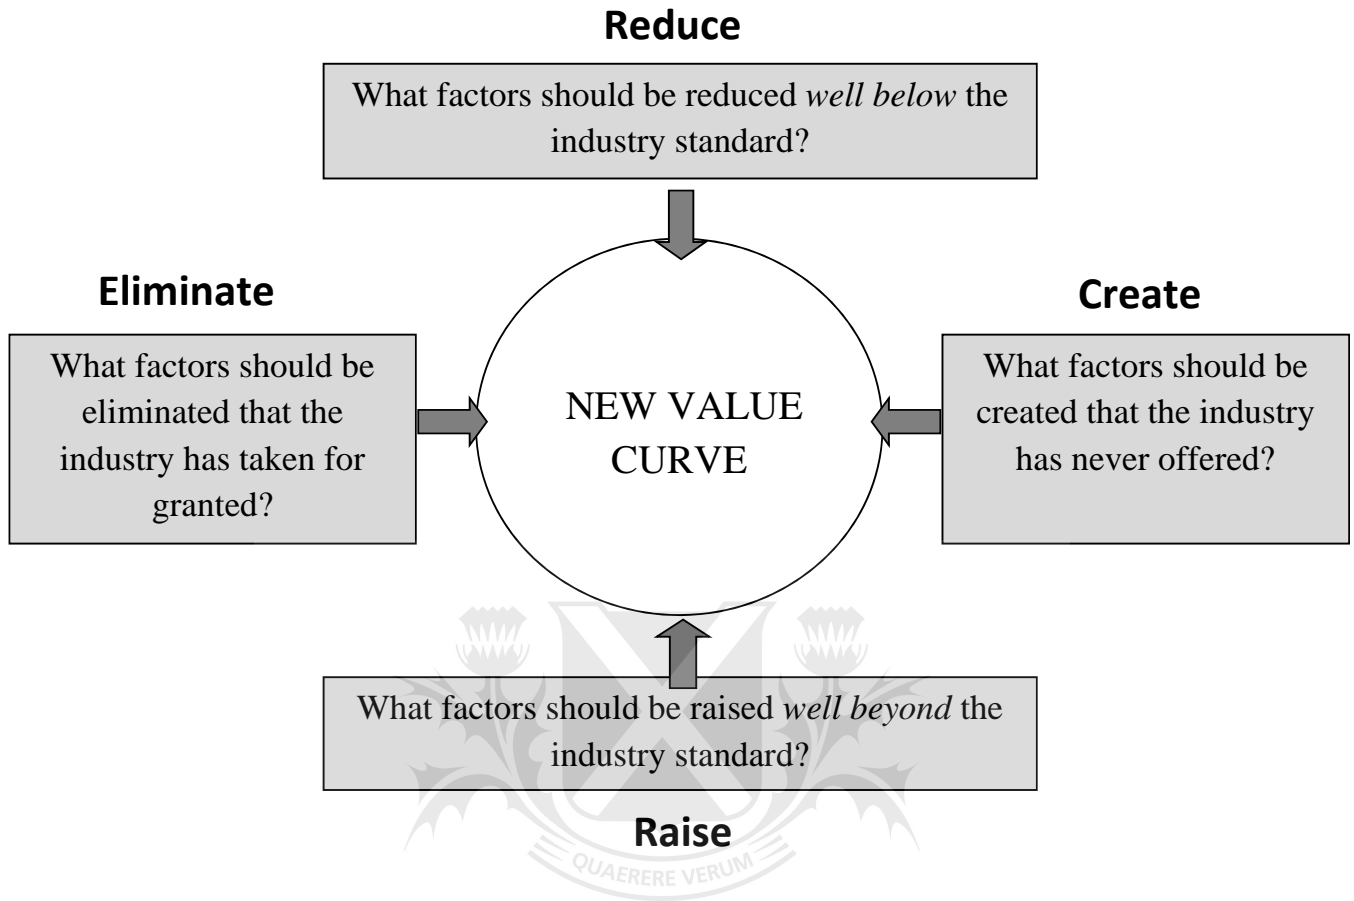 Reduce
What factors should be reduced well below the
industry standard?
Eliminate
What factors should be
eliminated that the
industry has taken for
granted?
NEW VALUE
CURVE
Create
What factors should be
created that the industry
has never offered?
What factors should be raised well beyond the
industry standard?
Raise
QUAERERE VERUM